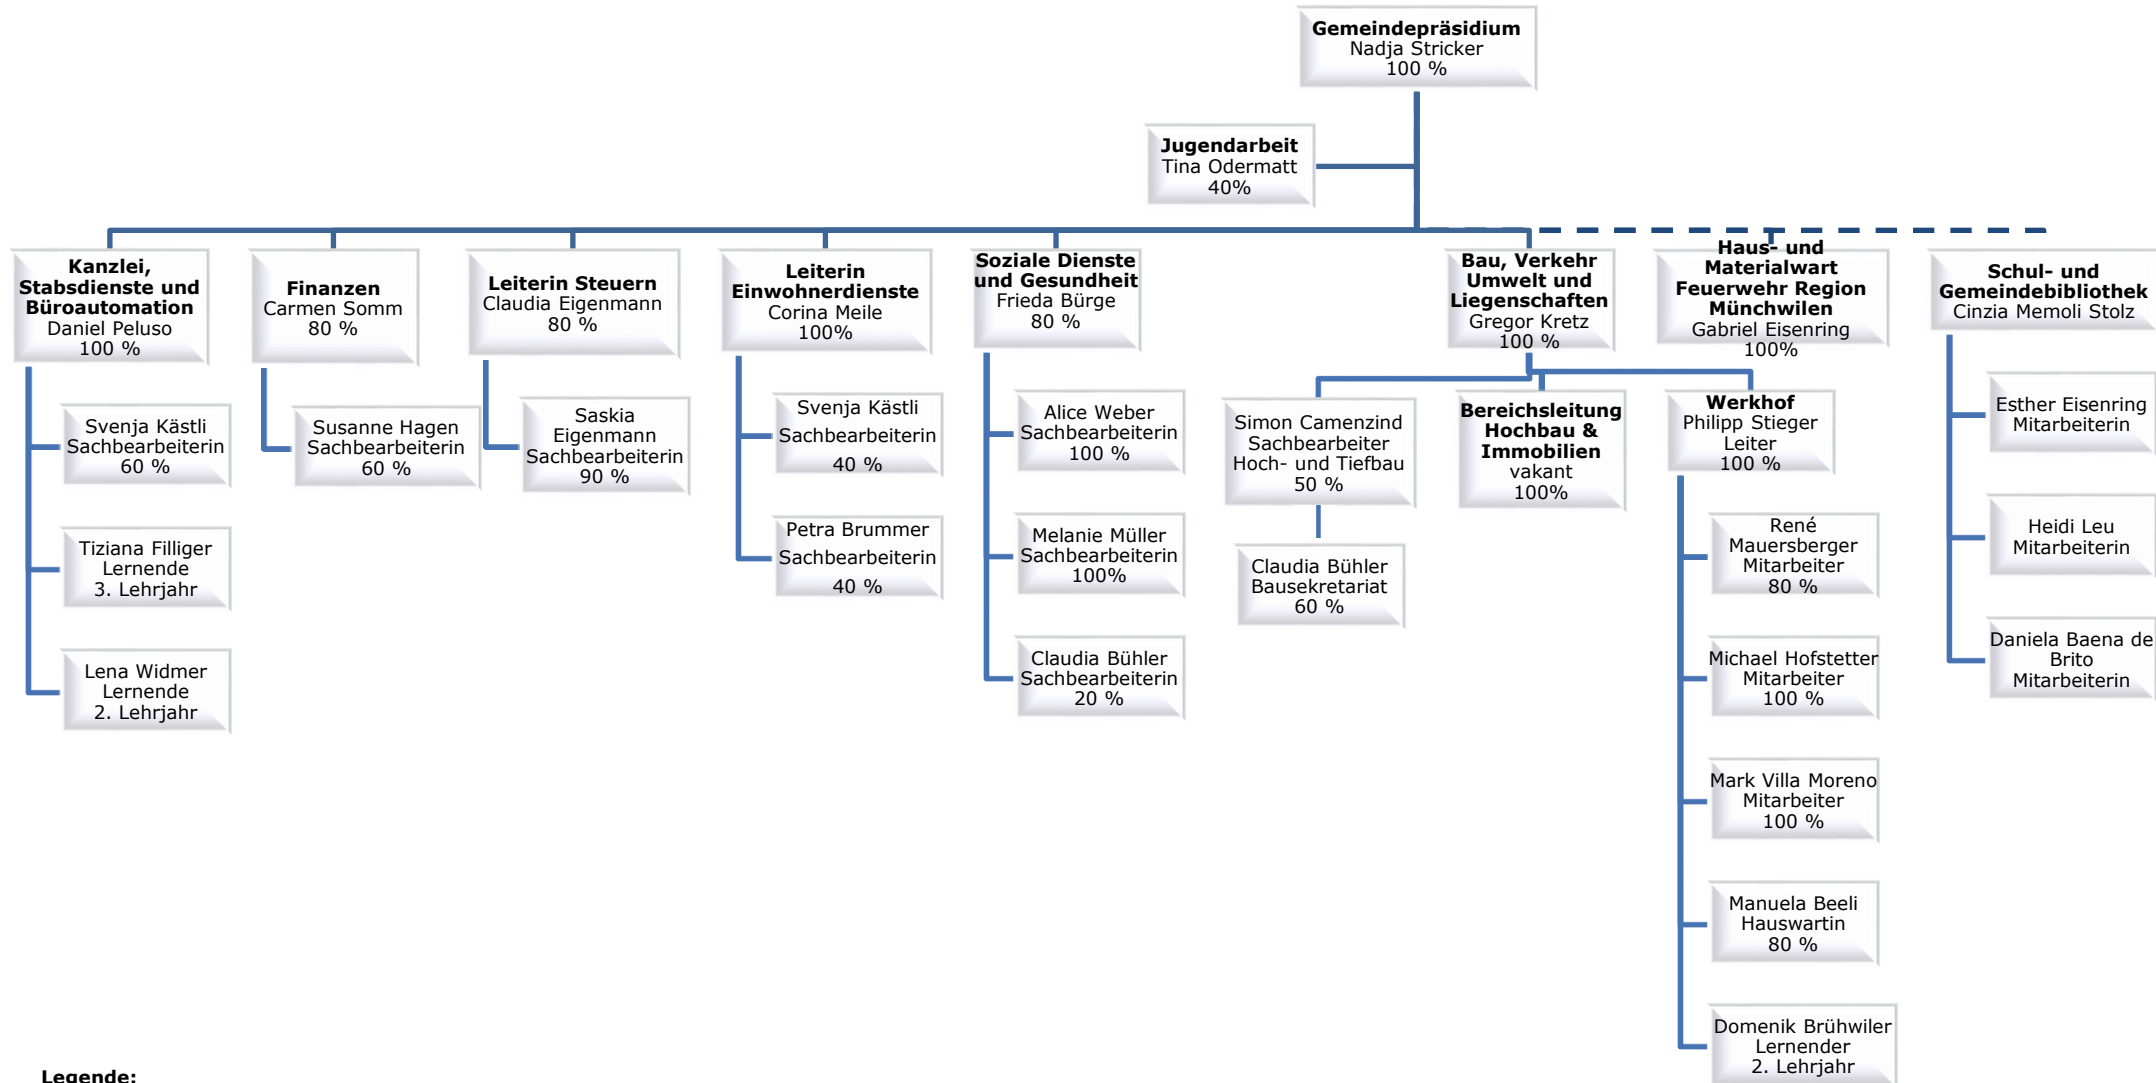 Gemeindepräsidium
Nadja Stricker
100 %
Jugendarbeit
Tina Odermatt
40%
Kanzlei,
Stabsdienste und
Büroautomation
Daniel Peluso
100 %
Finanzen
Carmen Somm
80 %
Leiterin Steuern
Claudia Eigenmann
80 %
Leiterin
Einwohnerdienste
Corina Meile
100%
Soziale Dienste
und Gesundheit
Frieda Bürge
80 %
Bau, Verkehr
Umwelt und
Liegenschaften
Gregor Kretz
100 %
Haus- und
Materialwart
Feuerwehr Region
Münchwilen
Gabriel Eisenring
100%
Schul- und
Gemeindebibliothek
Cinzia Memoli Stolz
Svenja Kästli
Sachbearbeiterin
60 %
Tiziana Filliger
Lernende
3. Lehrjahr
Lena Widmer
Lernende
2. Lehrjahr
Susanne Hagen
Sachbearbeiterin
60 %
Saskia
Eigenmann
Sachbearbeiterin
90 %
Svenja Kästli
Sachbearbeiterin
40 %
Petra Brummer
Sachbearbeiterin
40 %
Alice Weber
Sachbearbeiterin
100 %
Melanie Müller
Sachbearbeiterin
100%
Claudia Bühler
Sachbearbeiterin
20 %
Simon Camenzind
Sachbearbeiter
Hoch- und Tiefbau
50 %
Claudia Bühler
Bausekretariat
60 %
Bereichsleitung
Hochbau &
Immobilien
vakant
100%
Werkhof
Philipp Stieger
Leiter
100 %
René
Mauersberger
Mitarbeiter
80 %
Michael Hofstetter
Mitarbeiter
100 %
Mark Villa Moreno
Mitarbeiter
100 %
Manuela Beeli
Hauswartin
80 %
Domenik Brühwiler
Lernender
2. Lehrjahr
Esther Eisenring
Mitarbeiterin
Heidi Leu
Mitarbeiterin
Daniela Baena de
Brito
Mitarbeiterin
Legende: